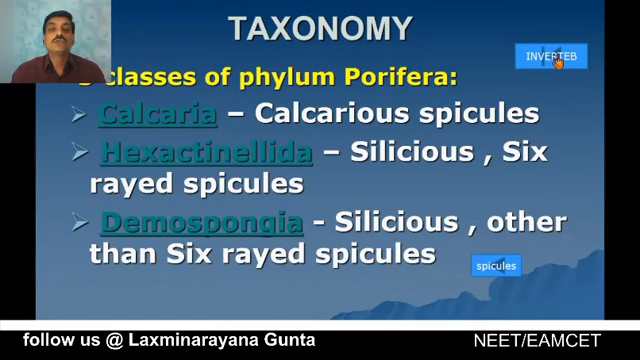 TAXONOMY
INVERTEB
classes of phylum Porifera:
Calcaria – Calcarious spicules
Hexactinellida – Silicious , Six
rayed spicules
Demospongia - Silicious , other
than Six rayed spicules
spicules
follow us @ Laxminarayana Gunta
NEET/EAMCET